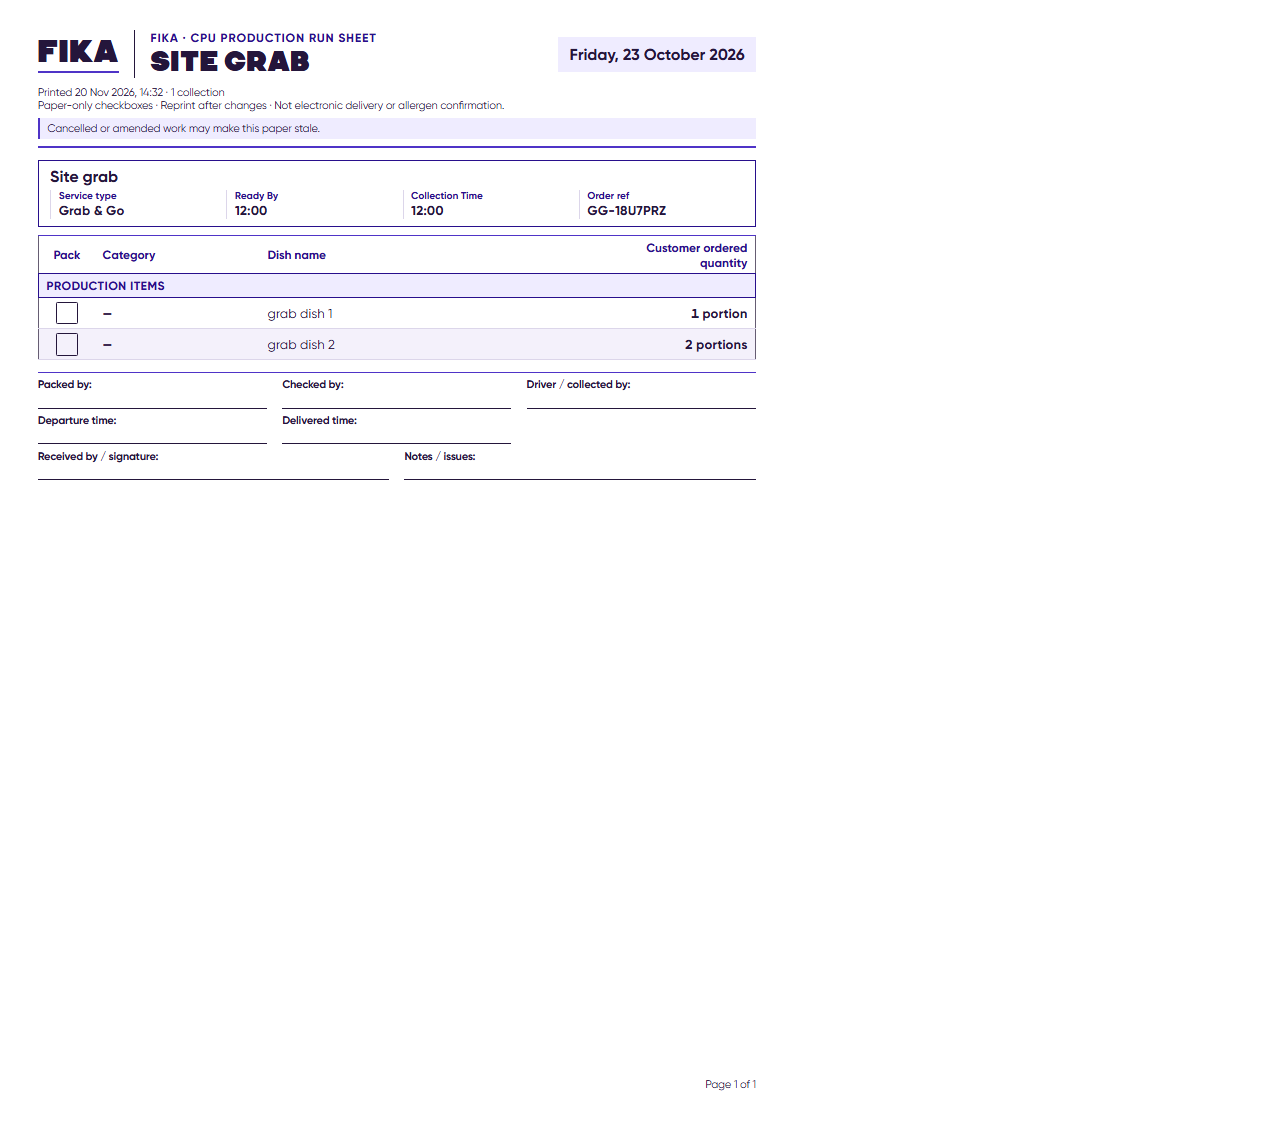 FIKA
FIKA · CPU PRODUCTION RUN SHEET
SITE GRAB
Friday, 23 October 2026
Printed 20 Nov 2026, 14:32 · 1 collection
Paper-only checkboxes · Reprint after changes · Not electronic delivery or allergen confirmation.
Cancelled or amended work may make this paper stale.
Site grab
Service type Ready By Collection Time Order ref
Grab & Go 12:00 12:00 GG-18U7PRZ
Pack Category Dish name Customer ordered
quantity
PRODUCTION ITEMS
– grab dish 1 1 portion
– grab dish 2 2 portions
Packed by: Checked by: Driver / collected by:
Departure time: Delivered time:
Received by / signature: Notes / issues:
Page 1 of 1